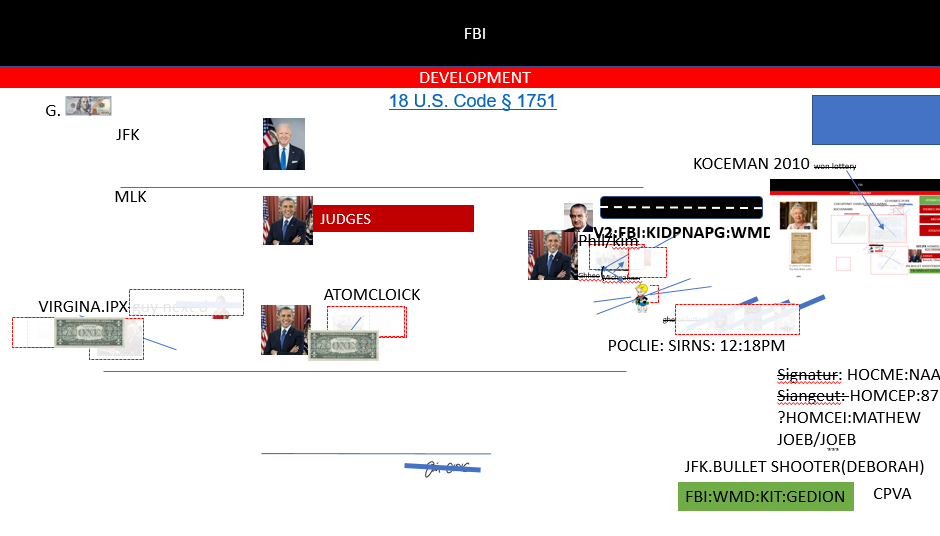 FBI
DEVELOPMENT
18 U.S. Code § 1751
G.
JFK
KOCEMAN 2010 won lottery
MLK
JUDGES
V2:FBI:KIDPNAPG:WMD
Phil/kim
ATOMCLOICK
VIRGINA.IPX
ONE
ONE
POCLIE: SIRNS: 12:18PM
Signatur: HOCME:NAA
Siangeut: HOMCEP:87
?HOMCEI:MATHEW
JOEB/JOEB
JFK.BULLET SHOOTER(DEBORAH)
FBI:WMD:KIT:GEDION
CPVA